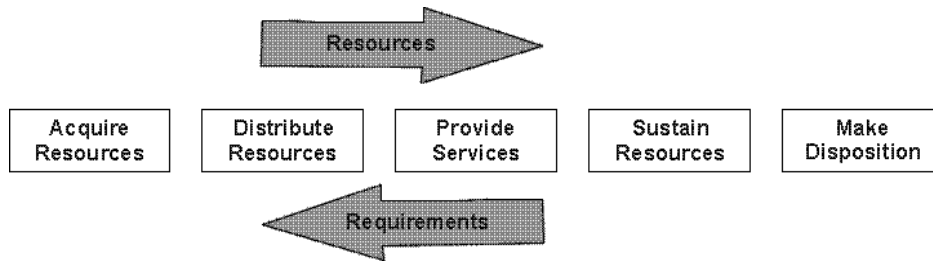 Resources
Acquire
Resources
Distribute
Resources
Provide
Services
Sustain
Resources
Make
Disposition
Requirements